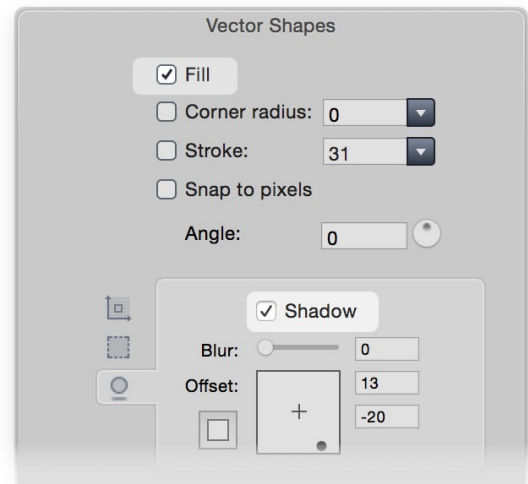 Vector Shapes
Fill
Corner radius: 0
Stroke: 31
Snap to pixels
Angle: 0
Shadow
Blur: 0
Offset: 13
-20